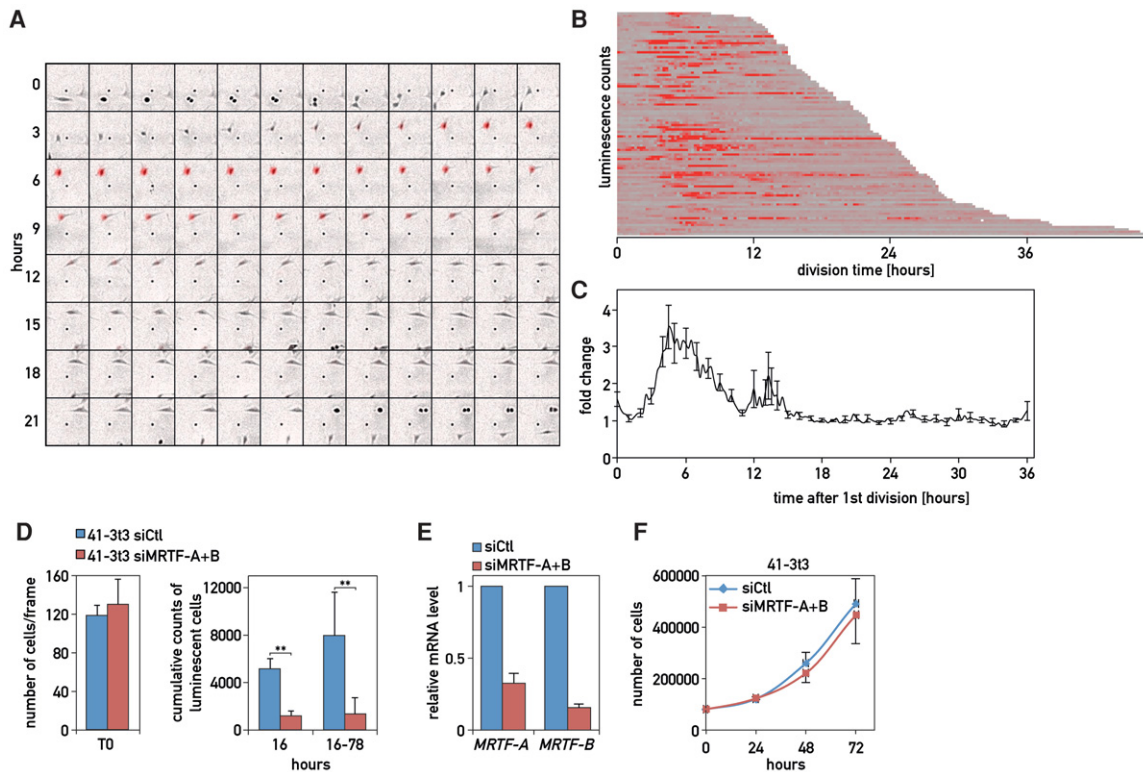 A
hours
0
3
6
9
12
15
18
21
B
luminescence counts
0
12
24
36
division time [hours]
C
fold change
4
3
2
1
0
0
6
12
18
24
30
36
time after 1st division [hours]
D
41-3t3 siCtl
41-3t3 siMRTF-A+B
number of cells/frame
160
120
80
40
0
T0
cumulative counts of
luminescent cells
12000
8000
4000
0
**
**
16
16-78
hours
E
siCtl
siMRTF-A+B
relative mRNA level
1
0.5
0
MRTF-A
MRTF-B
F
41-3t3
siCtl
siMRTF-A+B
number of cells
600000
400000
200000
0
0
24
48
72
hours